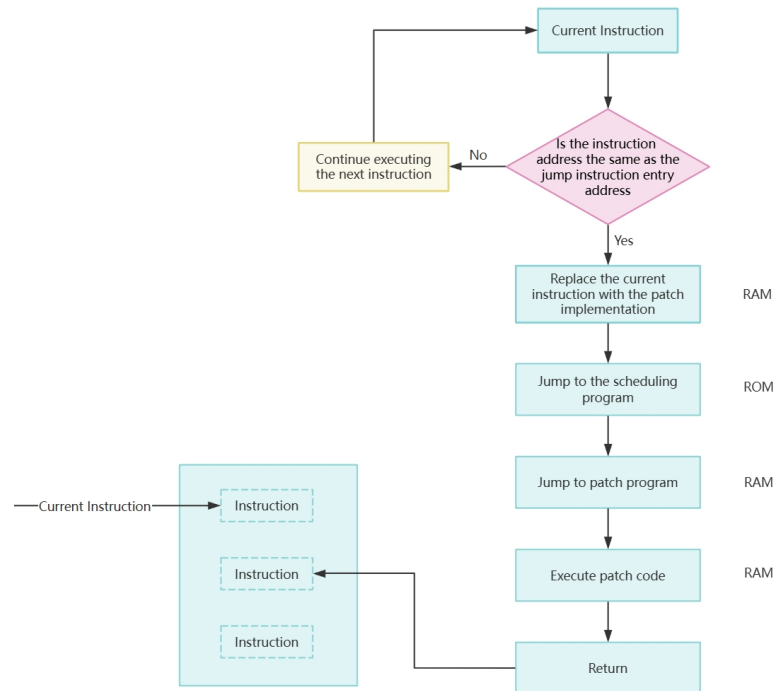 Current Instruction
Is the instruction
address the same as the
jump instruction entry
address
No
Continue executing
the next instruction
Yes
Replace the current
instruction with the patch
implementation
RAM
Jump to the scheduling
program
ROM
Jump to patch program
RAM
Current Instruction
Instruction
Instruction
Instruction
Execute patch code
RAM
Return